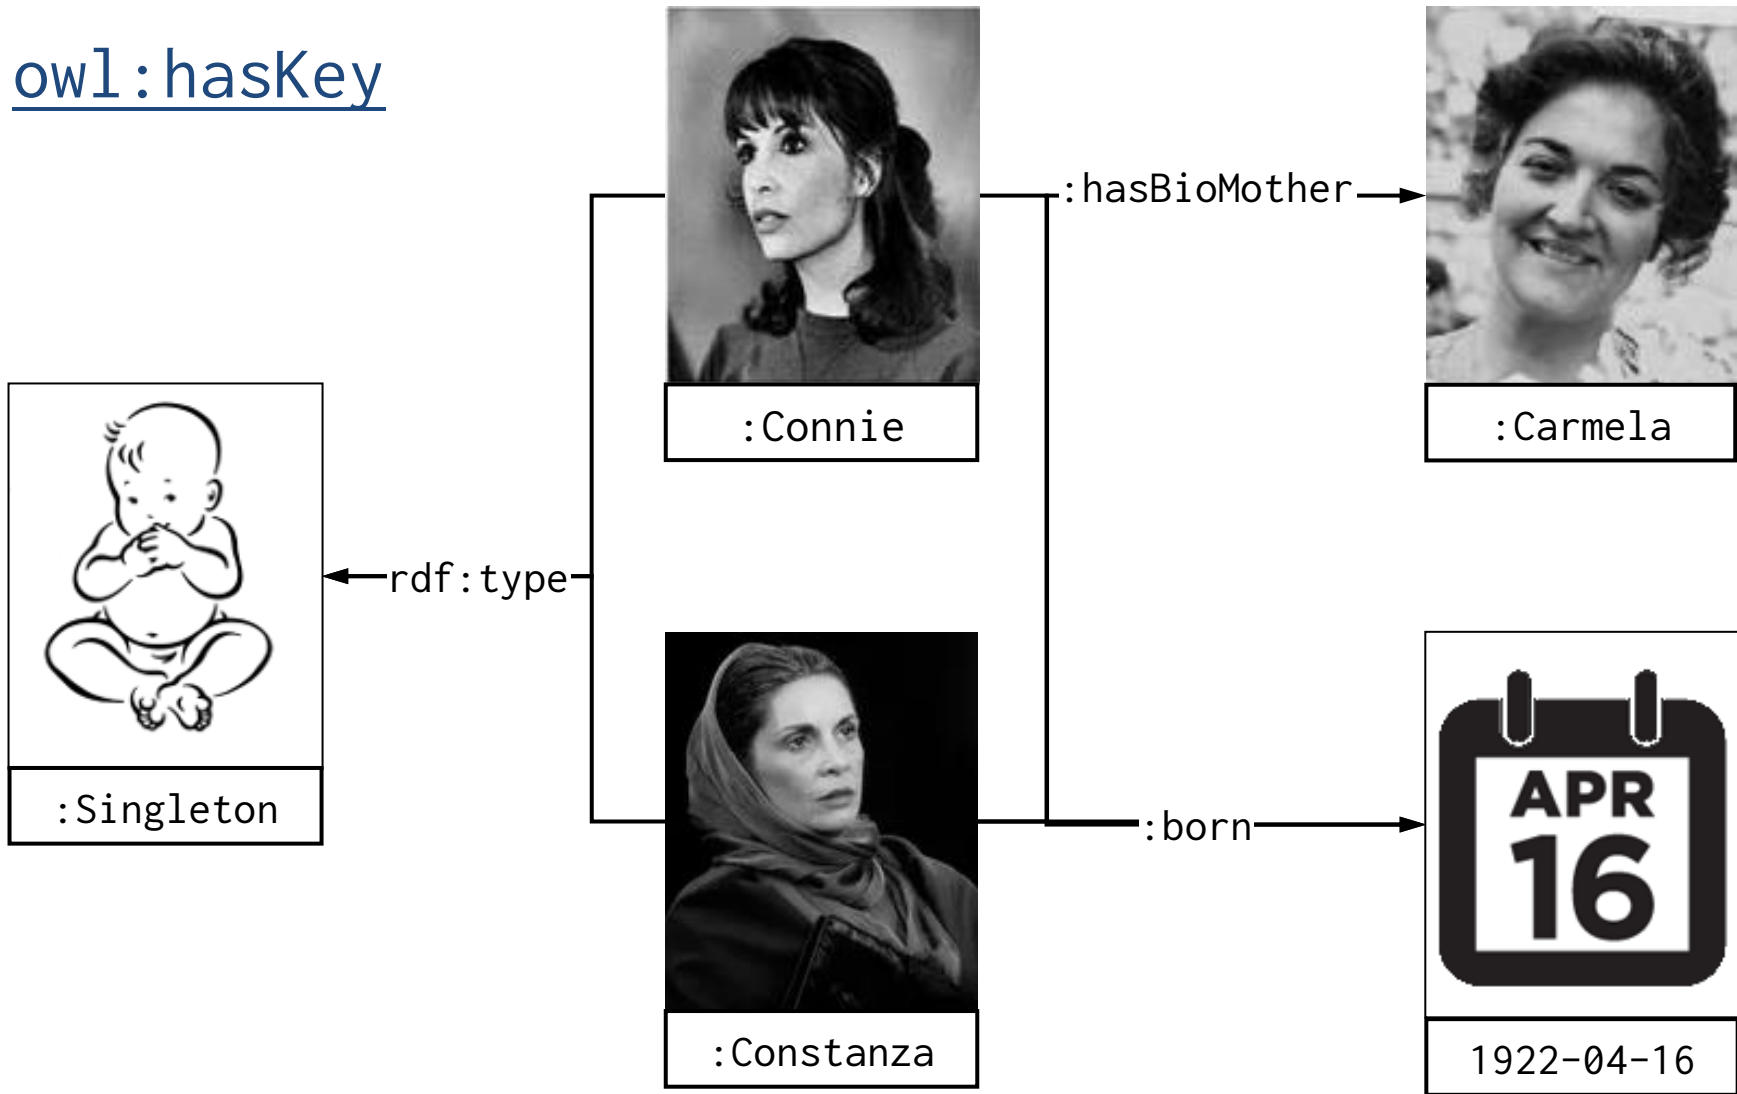 owl:hasKey
:hasBioMother
:Connie
:Carmela
rdf:type
:Singleton
:born
APR
16
:Constanza
1922-04-16